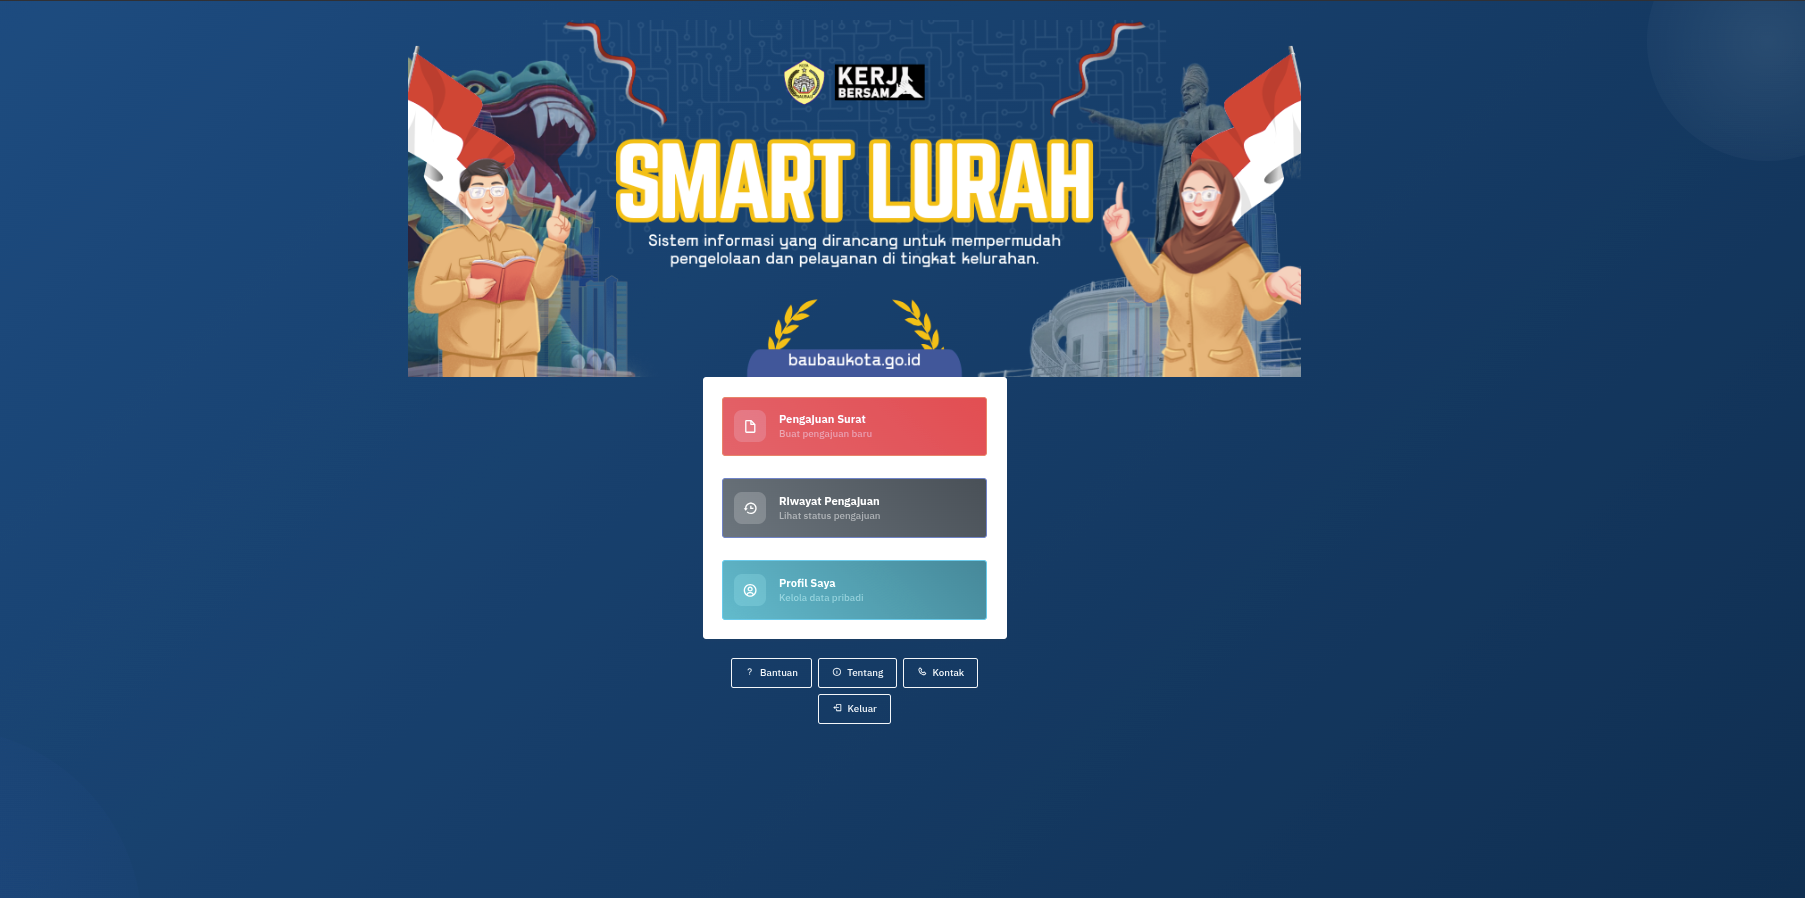 KERJA
BERSAMA
SMART LURAH
Sistem informasi yang dirancang untuk mempermudah
pengelolaan dan pelayanan di tingkat kelurahan.
baubaukota.go.id
Pengajuan Surat
Buat pengajuan baru
Riwayat Pengajuan
Lihat status pengajuan
Profil Saya
Kelola data pribadi
? Bantuan
Tentang
Kontak
Keluar